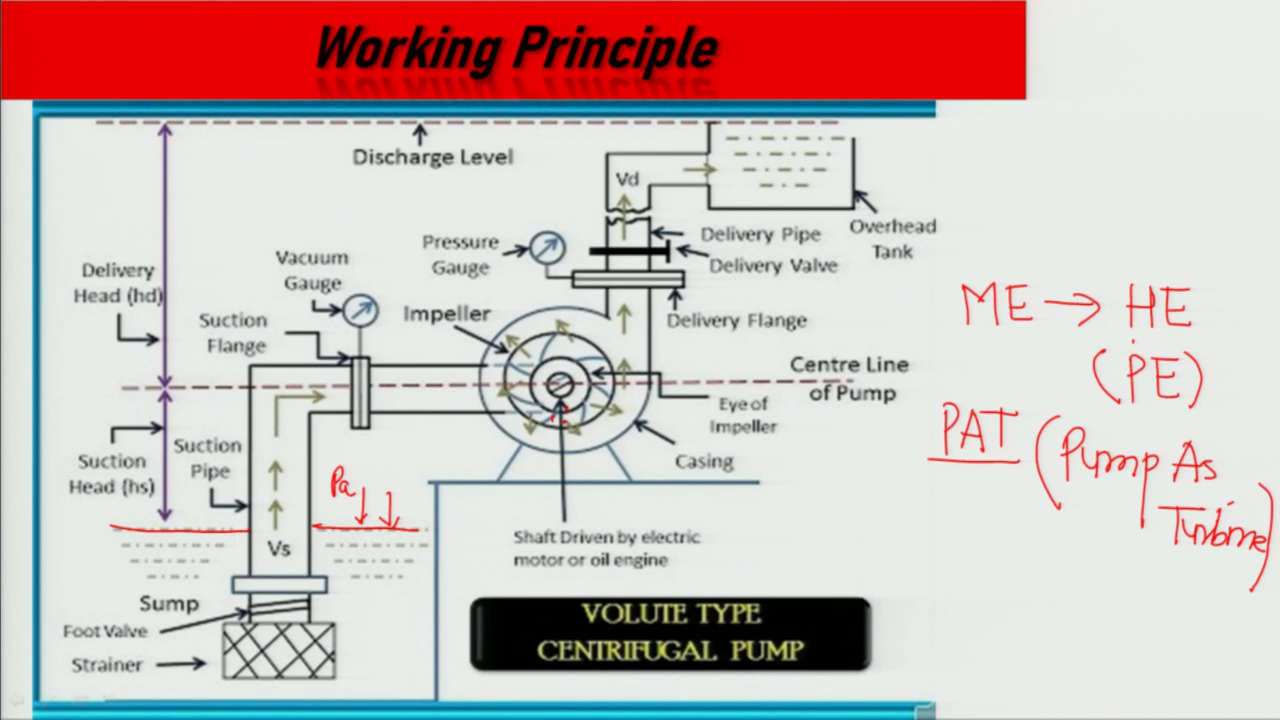 Working Principle
Discharge Level
Vd
Overhead
Tank
Delivery Pipe
Delivery Valve
Pressure
Gauge
Vacuum
Gauge
Delivery
Head (hd)
Suction
Flange
Impeller
Delivery Flange
Centre Line
of Pump
Eye of
Impeller
Casing
Suction
Pipe
Suction
Head (hs)
Pa
Vs
Shaft Driven by electric
motor or oil engine
Sump
Foot Valve
Strainer
VOLUTE TYPE
CENTRIFUGAL PUMP
ME → HE
(PE)
PAT (Pump As
Turbine)